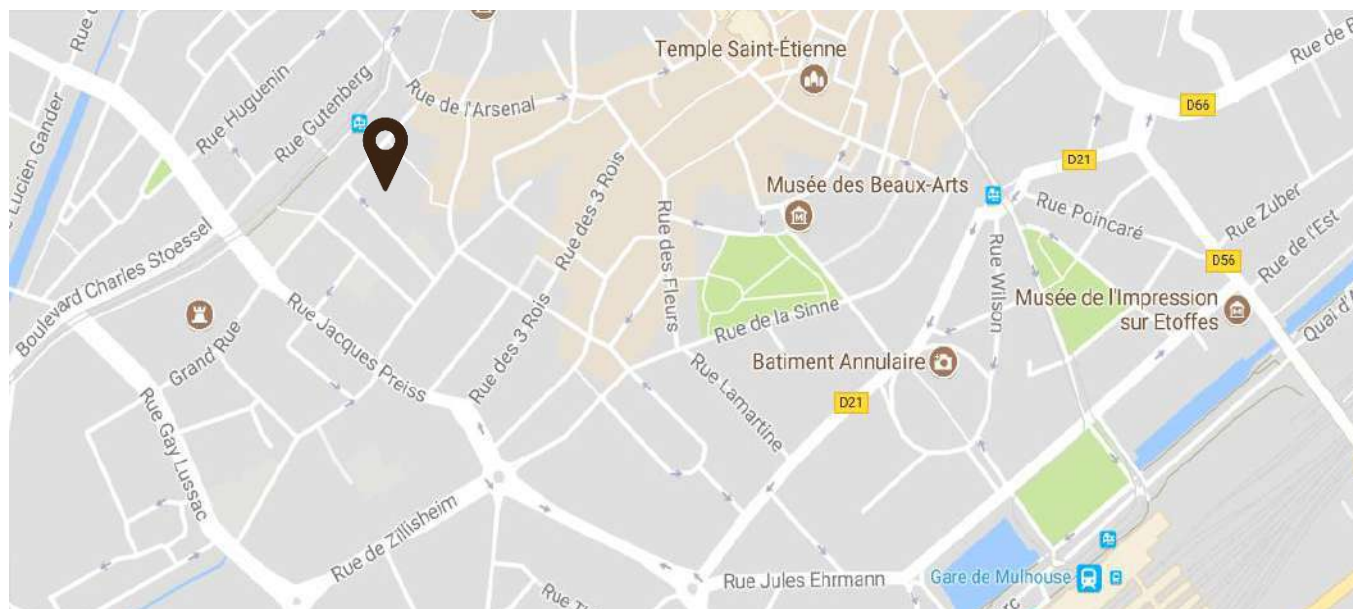 Temple Saint-Étienne
Rue de l'Arsenal
Rue Huguenin
Rue Gutenberg
Lucien Gander
D66
D21
Musée des Beaux-Arts
Rue Poincaré
Rue Zuber
Rue de l'Est
D56
Rue des 3 Rois
Rue des Fleurs
Rue Wilson
Boulevard Charles Stoessel
Musée de l'Impression
sur Etoffes
Rue de la Sinne
Rue Jacques Preiss
Grand Rue
Rue des 3 Rois
Batiment Annulaire
Rue Lamartine
D21
Rue Gay Lussac
Rue de Zillisheim
Rue Jules Ehrmann
Gare de Mulhouse